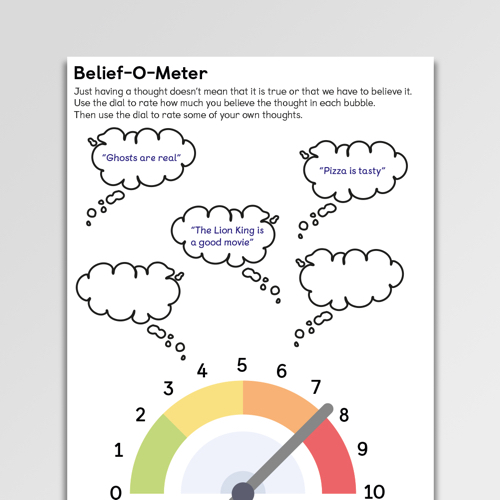 Belief-O-Meter
Just having a thought doesn't mean that it is true or that we have to believe it.
Use the dial to rate how much you believe the thought in each bubble.
Then use the dial to rate some of your own thoughts.
"Ghosts are real"
"Pizza is tasty"
"The Lion King is
a good movie"
0
1
2
3
4
5
6
7
8
9
10